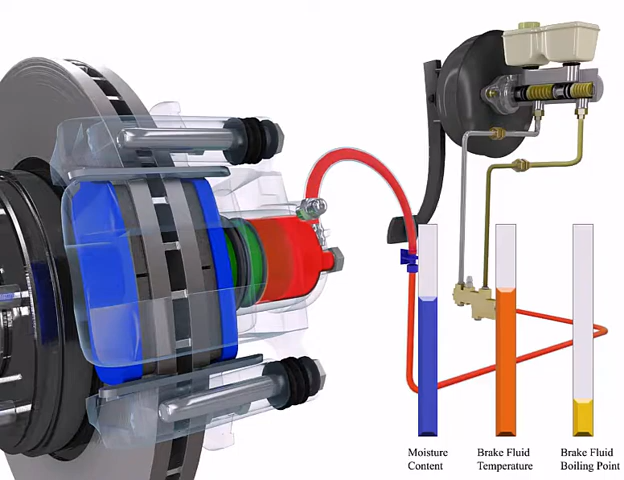 Moisture
Content
Brake Fluid
Temperature
Brake Fluid
Boiling Point